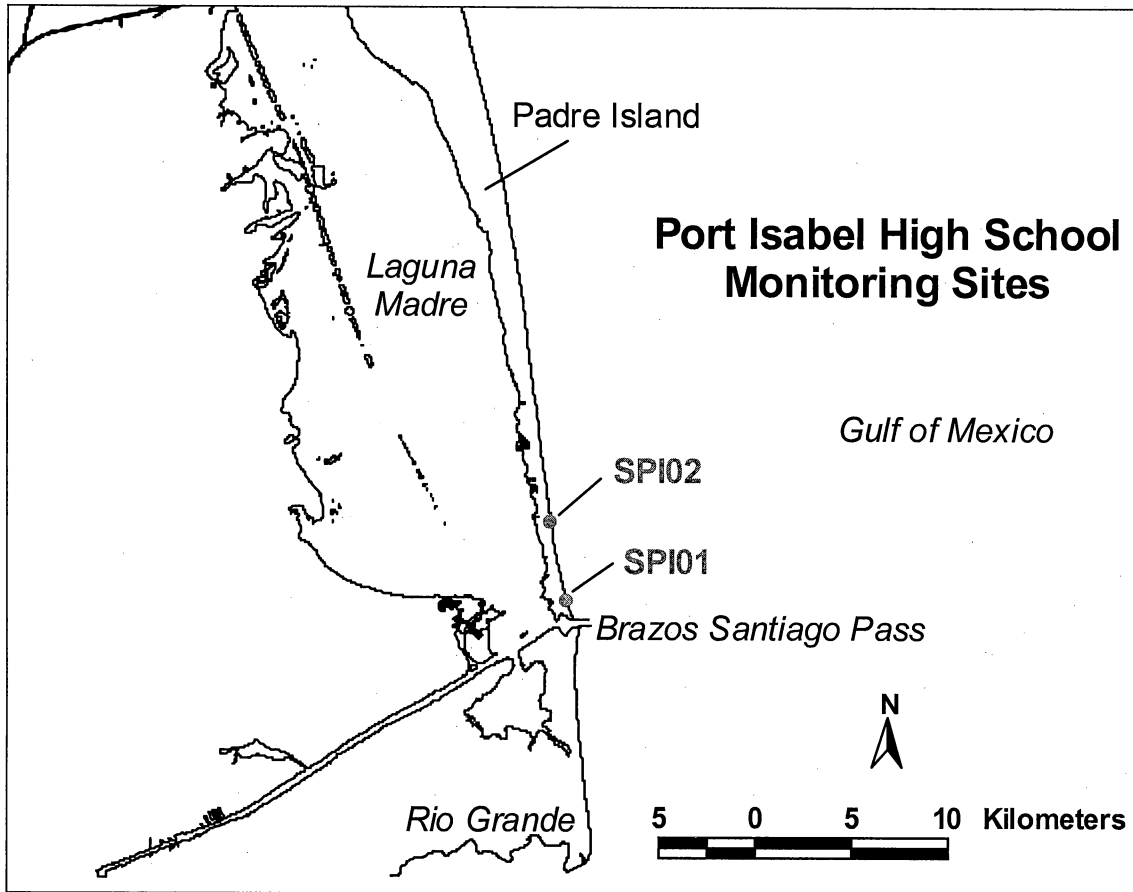 Padre Island
Port Isabel High School
Monitoring Sites
Laguna
Madre
Gulf of Mexico
SPI02
SPI01
Brazos Santiago Pass
N
Rio Grande
5 0 5 10 Kilometers